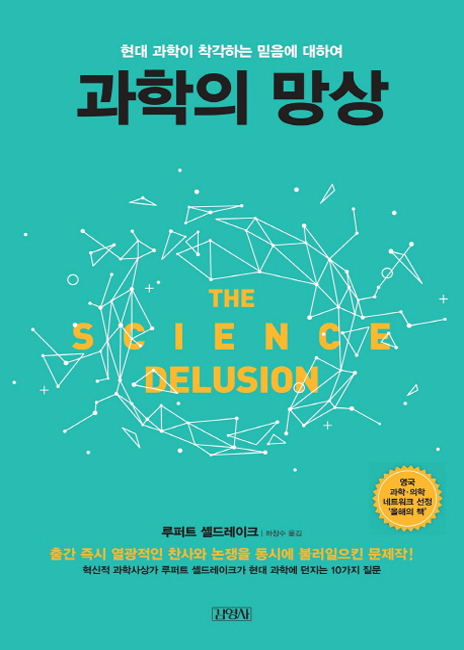 현대 과학이 착각하는 믿음에 대하여
과학의 망상
THE
SCIENCE
DELUSION
영국
과학·의학
네트워크 선정
'올해의 책'
루퍼트 셸드레이크 | 하창수 옮김
출간 즉시 열광적인 찬사와 논쟁을 동시에 불러일으킨 문제작!
혁신적 과학사상가 루퍼트 셸드레이크가 현대 과학에 던지는 10가지 질문
김영사